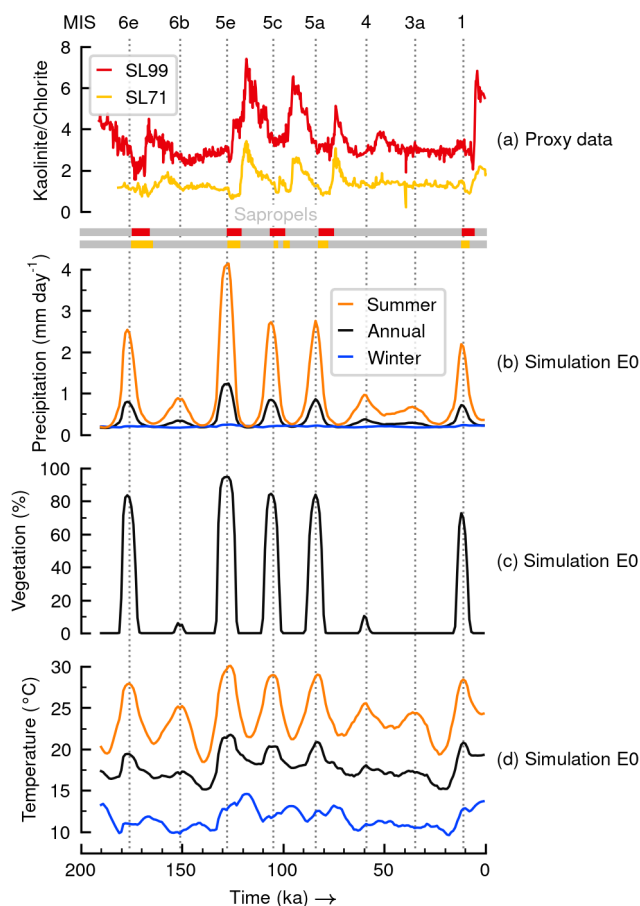 MIS 6e 6b 5e 5c 5a 4 3a 1
8
6
4
2
0
Kaolinite/Chlorite
SL99
SL71
(a) Proxy data
Sapropels
4
3
2
1
0
Precipitation (mm day⁻¹)
Summer
Annual
Winter
(b) Simulation E0
100
80
60
40
20
0
Vegetation (%)
(c) Simulation E0
30
25
20
15
10
Temperature (°C)
(d) Simulation E0
200 150 100 50 0
Time (ka) →